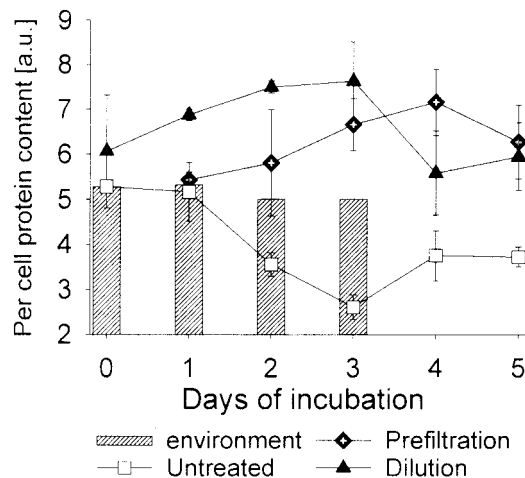 Per cell protein content [a.u.]
9
8
7
6
5
4
3
2
0 1 2 3 4 5
Days of incubation
environment Prefiltration
Untreated Dilution